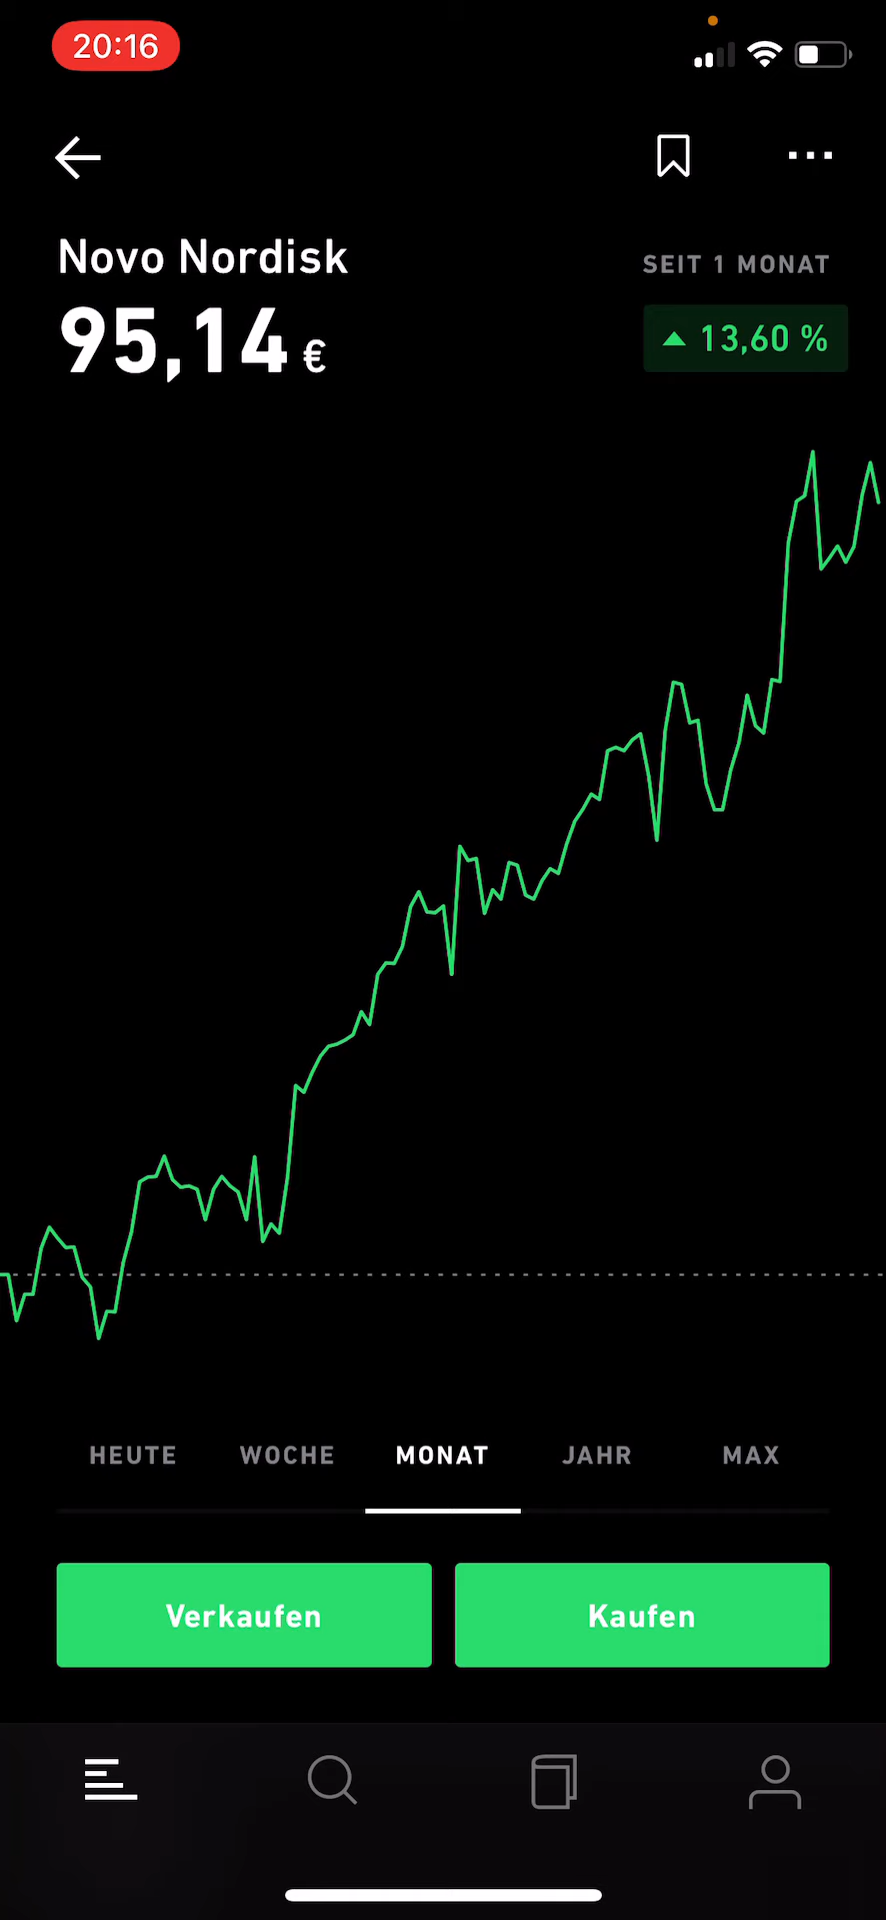 20:16
Novo Nordisk
SEIT 1 MONAT
95,14 €
▲ 13,60 %
HEUTE WOCHE MONAT JAHR MAX
Verkaufen Kaufen